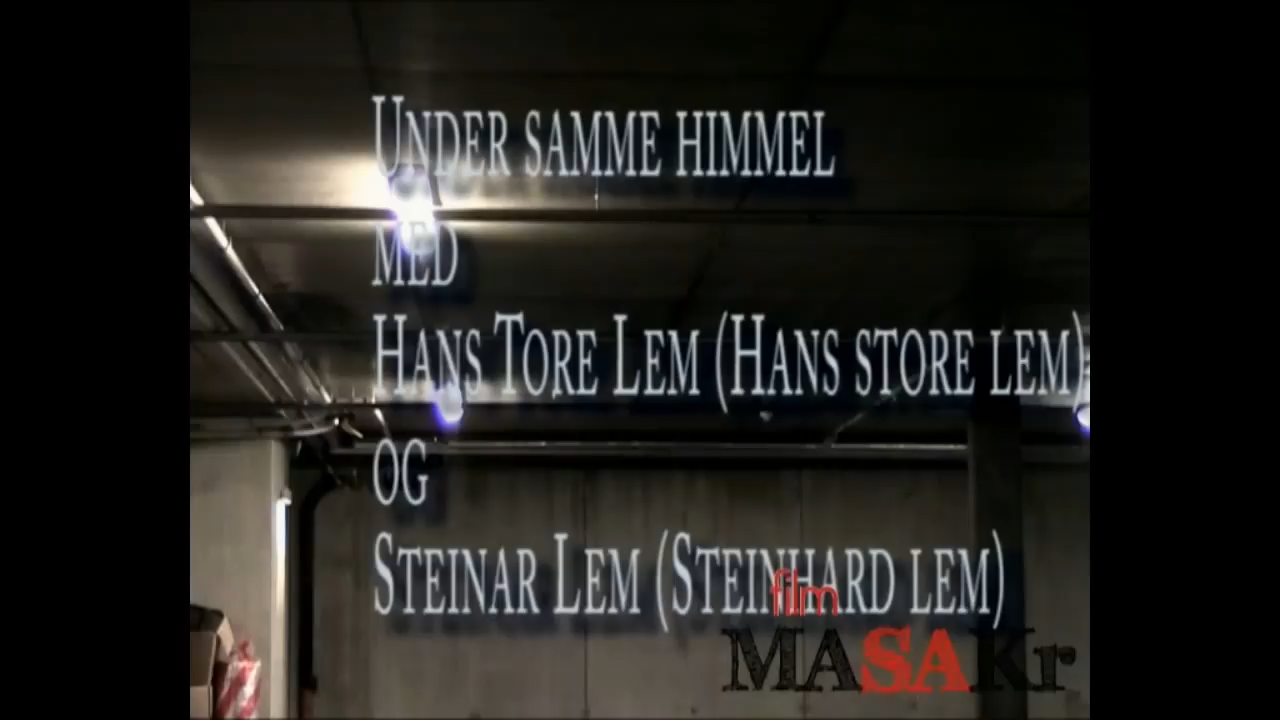 Under samme himmel
med
Hans Tore Lem (Hans store lem)
og
Steinar Lem (Steinhard lem)
film
MASAKr